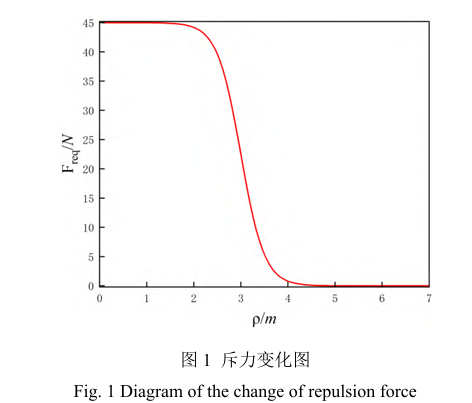 45
40
35
30
25
20
15
10
5
0
F_req/N
0 1 2 3 4 5 6 7
ρ/m
图 1 斥力变化图
Fig. 1 Diagram of the change of repulsion force